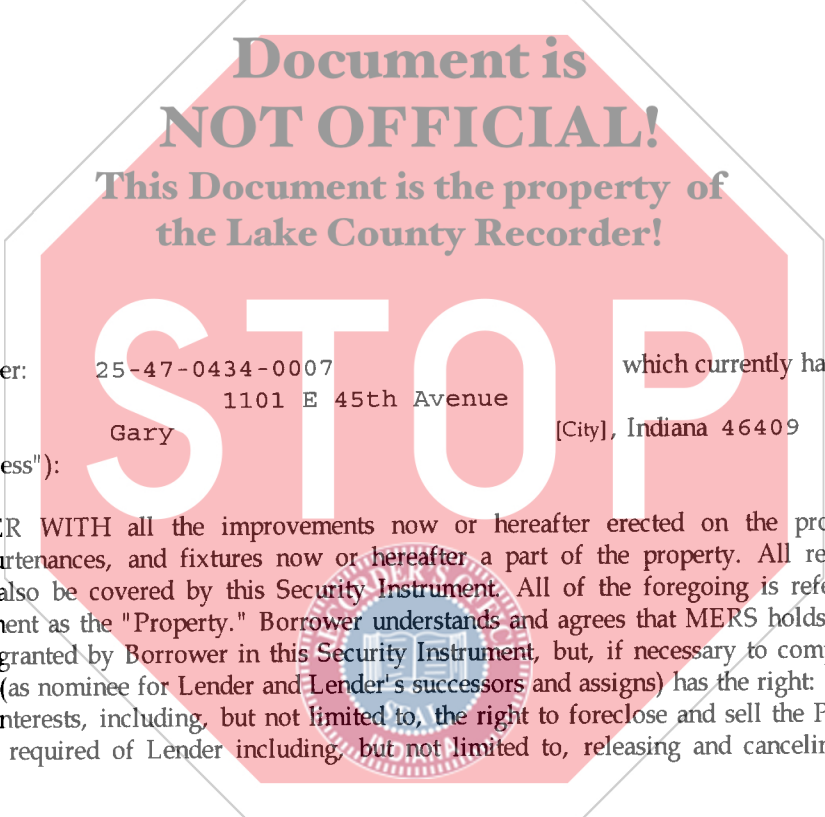 Document is
NOT OFFICIAL!
This Document is the property of
the Lake County Recorder!
STOP
er: 25-47-0434-0007 which currently ha
1101 E 45th Avenue
Gary [City], Indiana 46409
ess"):
ER WITH all the improvements now or hereafter erected on the pro
urtenances, and fixtures now or hereafter a part of the property. All re
also be covered by this Security Instrument. All of the foregoing is refe
nent as the "Property." Borrower understands and agrees that MERS holds
granted by Borrower in this Security Instrument, but, if necessary to com
(as nominee for Lender and Lender's successors and assigns) has the right:
nterests, including, but not limited to, the right to foreclose and sell the P
required of Lender including, but not limited to, releasing and cancelin
SEAL
INDIANA